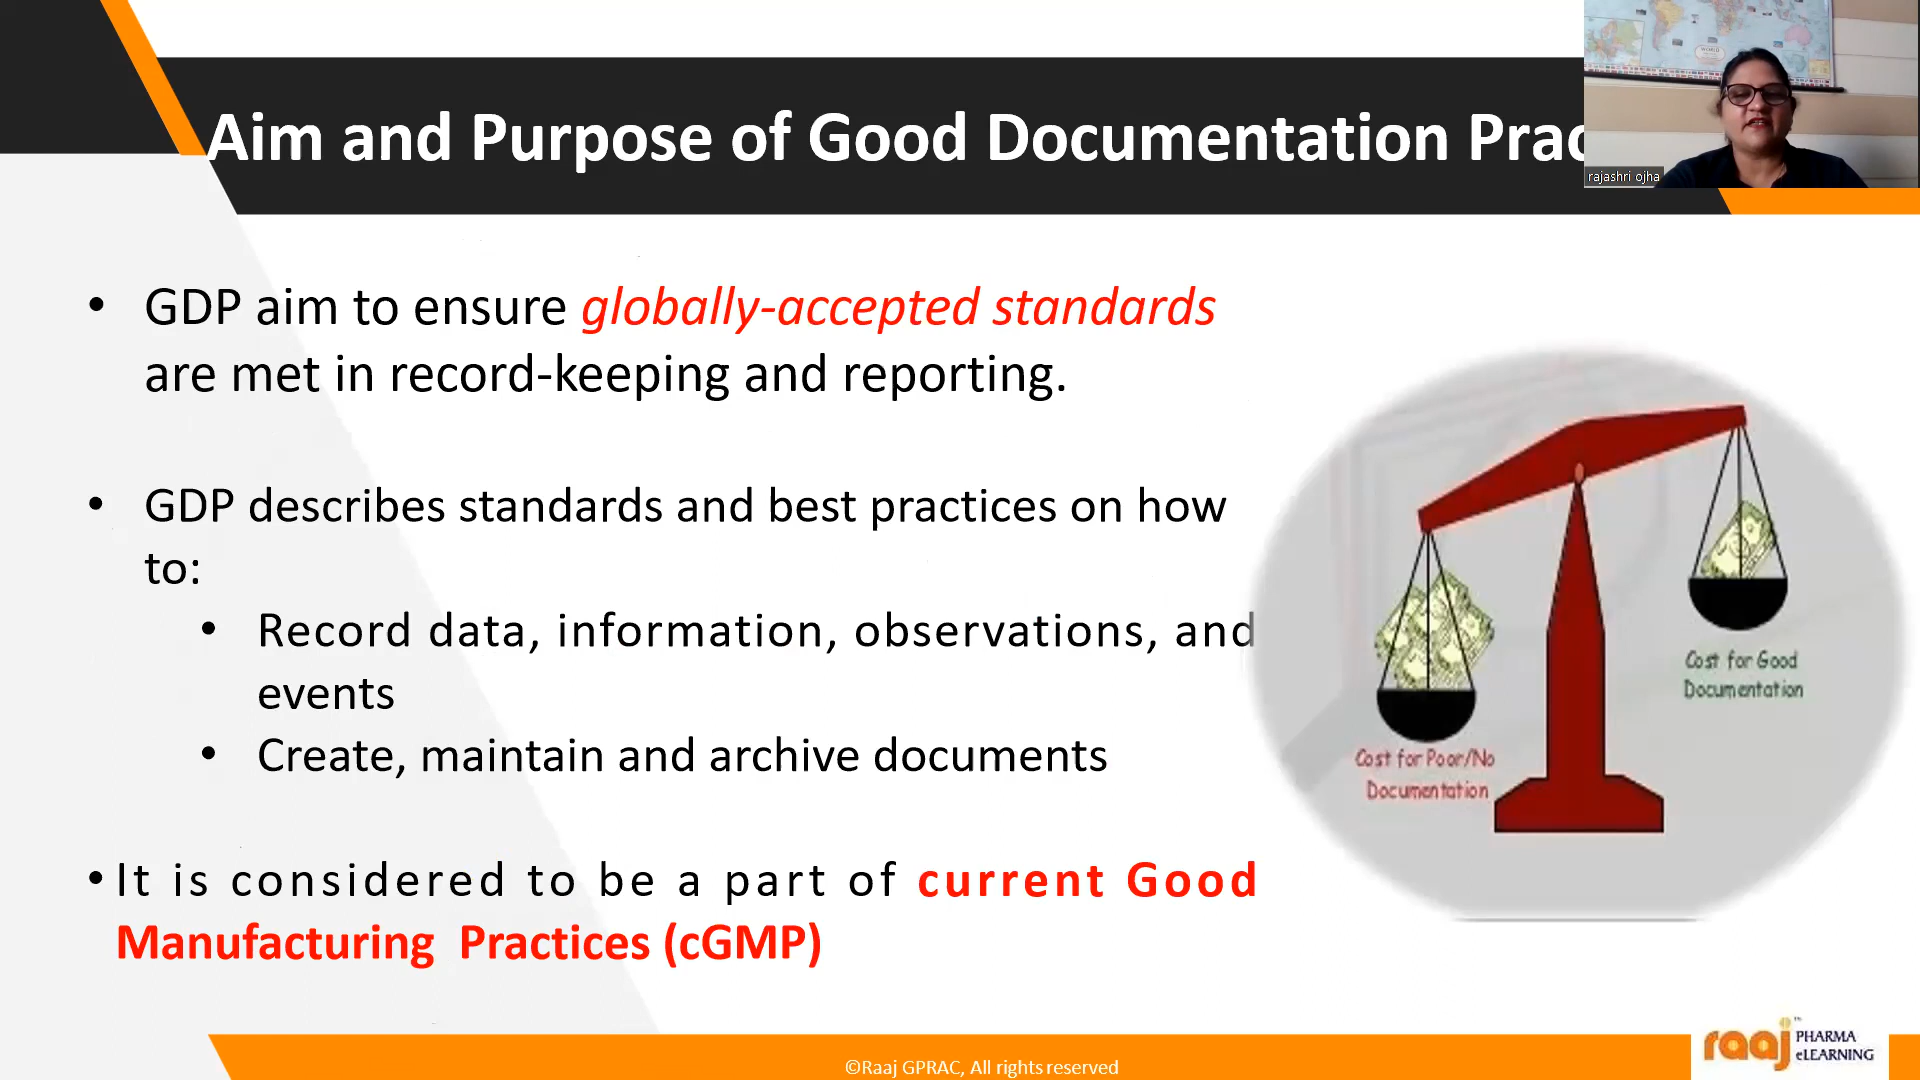 Aim and Purpose of Good Documentation Prac
rajashri ojha
• GDP aim to ensure globally-accepted standards
are met in record-keeping and reporting.
• GDP describes standards and best practices on how
to:
• Record data, information, observations, and
events
• Create, maintain and archive documents
• It is considered to be a part of current Good
Manufacturing Practices (cGMP)
Cost for Good
Documentation
Cost for Poor/No
Documentation
©Raaj GPRAC, All rights reserved
raaj™ PHARMA
eLEARNING